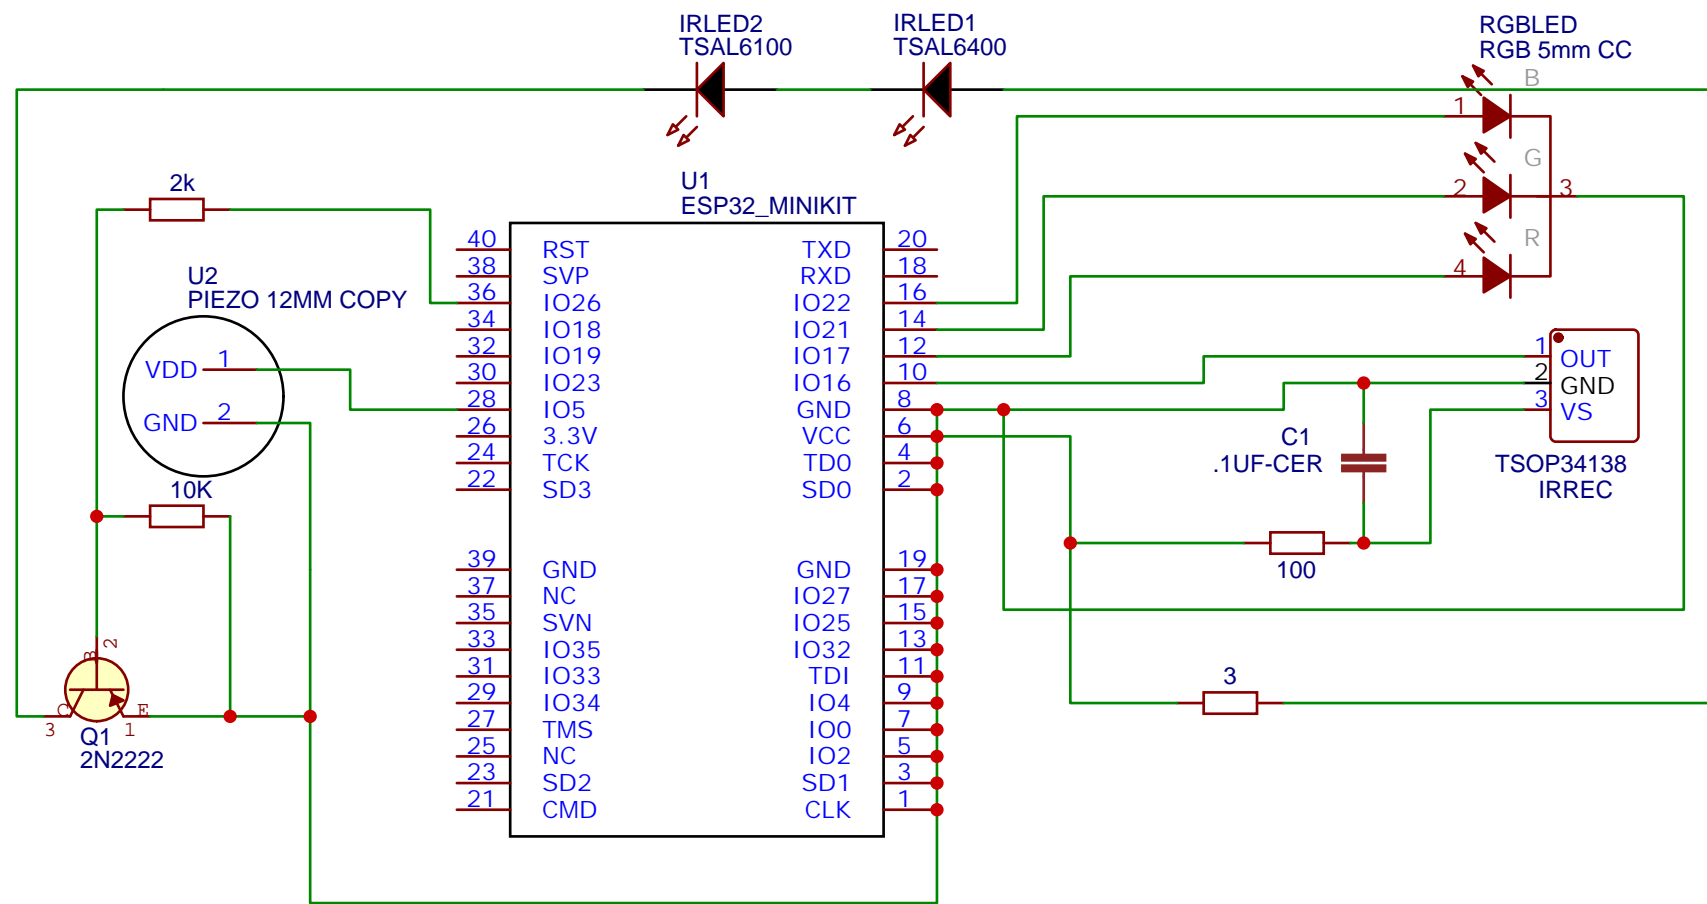 IRLED2
TSAL6100
IRLED1
TSAL6400
RGBLED
RGB 5mm CC
B
1
G
2
3
R
4
2k
U1
ESP32_MINIKIT
40 RST TXD 20
38 SVP RXD 18
36 IO26 IO22 16
34 IO18 IO21 14
32 IO19 IO17 12
30 IO23 IO16 10
28 IO5 GND 8
26 3.3V VCC 6
24 TCK TD0 4
22 SD3 SD0 2
39 GND GND 19
37 NC IO27 17
35 SVN IO25 15
33 IO35 IO32 13
31 IO33 TDI 11
29 IO34 IO4 9
27 TMS IO0 7
25 NC IO2 5
23 SD2 SD1 3
21 CMD CLK 1
U2
PIEZO 12MM COPY
VDD 1
GND 2
10K
B 2
C E
3 1
Q1
2N2222
1 OUT
2 GND
3 VS
TSOP34138
IRREC
C1
.1UF-CER
100
3